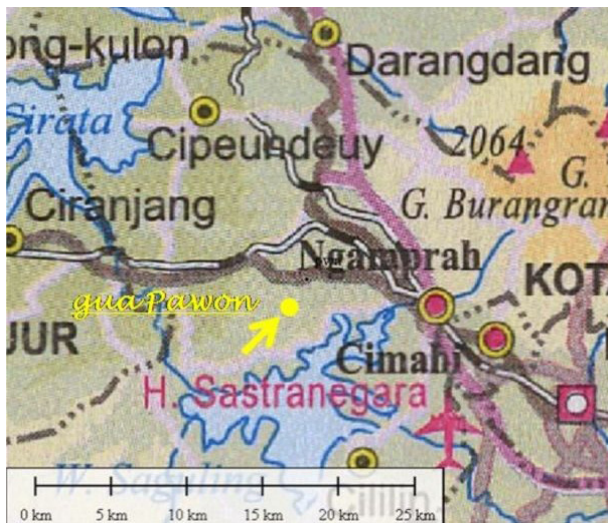 ong-kulon
Darangdang
Cirata
Cipeundeuy
2064
G.
G. Burangran
Ciranjang
Ngamprah
KOTA
gua Pawon
JUR
Cimahi
H. Sastranegara
W. Saguling
Cililin
0 km 5 km 10 km 15 km 20 km 25 km